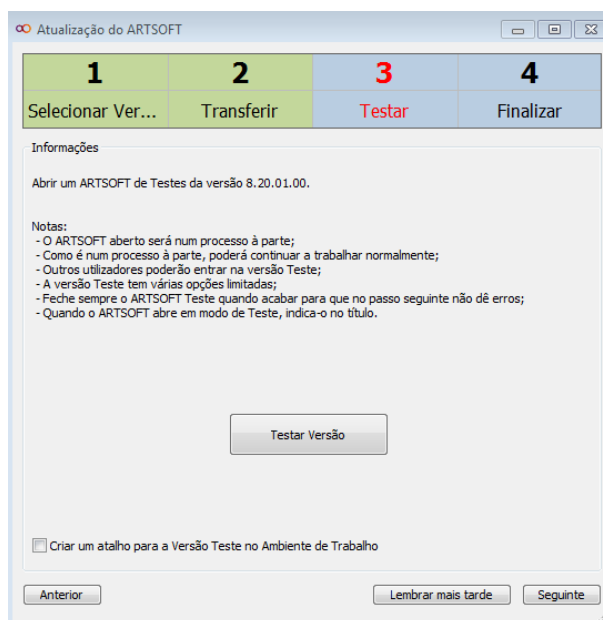 Atualização do ARTSOFT
1
2
3
4
Selecionar Ver...
Transferir
Testar
Finalizar
Informações
Abrir um ARTSOFT de Testes da versão 8.20.01.00.
Notas:
- O ARTSOFT aberto será num processo à parte;
- Como é num processo à parte, poderá continuar a trabalhar normalmente;
- Outros utilizadores poderão entrar na versão Teste;
- A versão Teste tem várias opções limitadas;
- Feche sempre o ARTSOFT Teste quando acabar para que no passo seguinte não dê erros;
- Quando o ARTSOFT abre em modo de Teste, indica-o no título.
Testar Versão
Criar um atalho para a Versão Teste no Ambiente de Trabalho
Anterior
Lembrar mais tarde
Seguinte